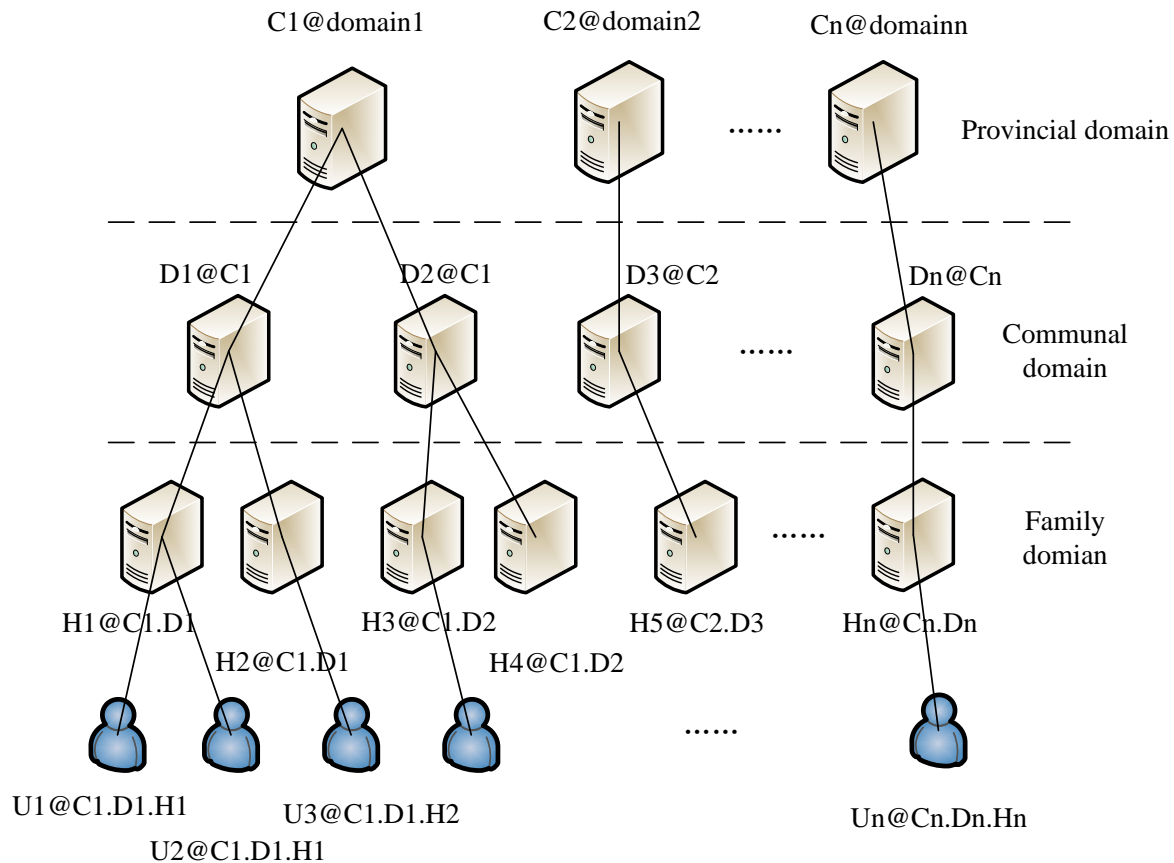 C1@domain1
C2@domain2
Cn@domainn
......
Provincial domain
D1@C1
D2@C1
D3@C2
Dn@Cn
......
Communal
domain
......
Family
domian
H1@C1.D1
H3@C1.D2
H5@C2.D3
Hn@Cn.Dn
H2@C1.D1
H4@C1.D2
......
U1@C1.D1.H1
U3@C1.D1.H2
Un@Cn.Dn.Hn
U2@C1.D1.H1